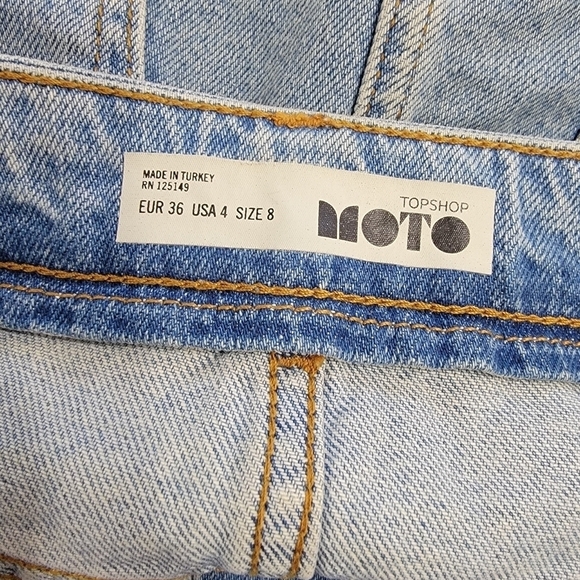 MADE IN TURKEY
RN 125149
EUR 36 USA 4 SIZE 8
TOPSHOP
MOTO